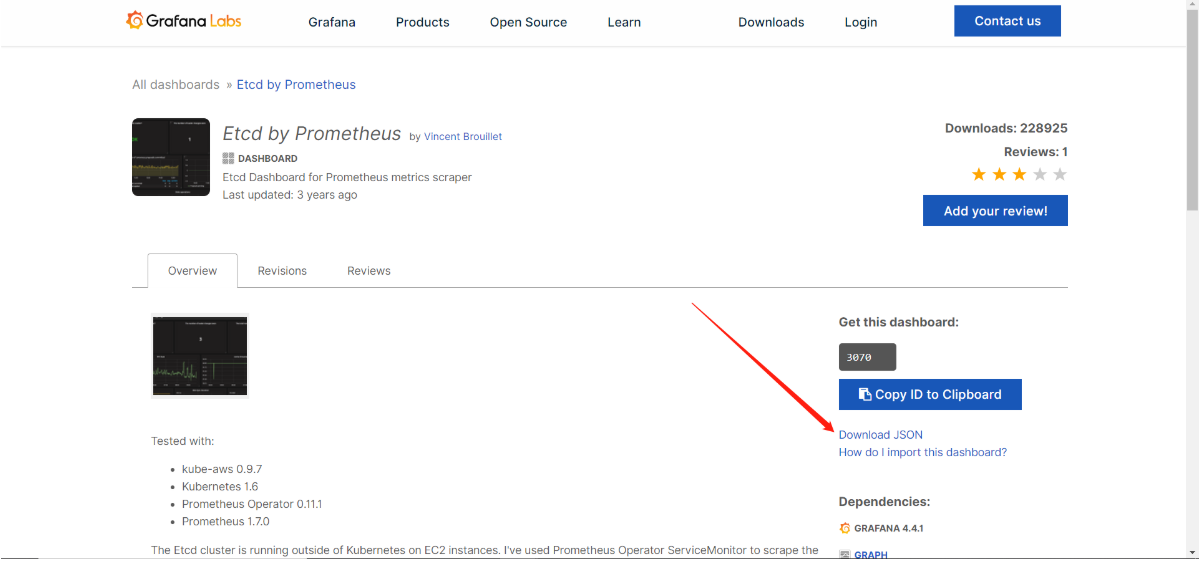 Grafana Labs Grafana Products Open Source Learn Downloads Login Contact us
All dashboards » Etcd by Prometheus
Etcd by Prometheus by Vincent Brouillet
DASHBOARD
Etcd Dashboard for Prometheus metrics scraper
Last updated: 3 years ago
Downloads: 228925
Reviews: 1
Add your review!
Overview Revisions Reviews
Get this dashboard:
3070
Copy ID to Clipboard
Download JSON
How do I import this dashboard?
Tested with:
• kube-aws 0.9.7
• Kubernetes 1.6
• Prometheus Operator 0.11.1
• Prometheus 1.7.0
The Etcd cluster is running outside of Kubernetes on EC2 instances. I've used Prometheus Operator ServiceMonitor to scrape the
Dependencies:
GRAFANA 4.4.1
GRAPH